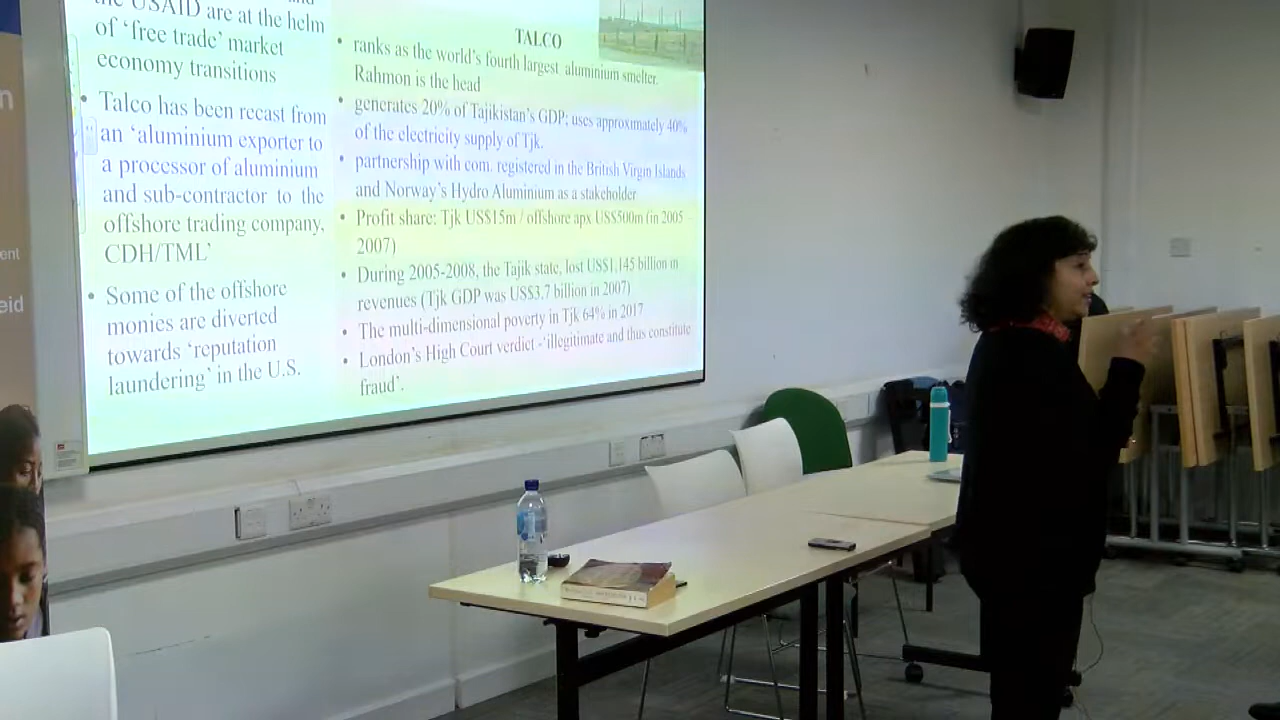 the USAID are at the helm
of ‘free trade’ market
economy transitions
• Talco has been recast from
an ‘aluminium exporter to
a processor of aluminium
and sub-contractor to the
offshore trading company,
CDH/TML’
• Some of the offshore
monies are diverted
towards ‘reputation
laundering’ in the U.S.
TALCO
• ranks as the world’s fourth largest aluminium smelter.
Rahmon is the head
• generates 20% of Tajikistan’s GDP; uses approximately 40%
of the electricity supply of Tjk.
• partnership with com. registered in the British Virgin Islands
and Norway’s Hydro Aluminium as a stakeholder
• Profit share: Tjk US$15m / offshore apx US$500m (in 2005 –
2007)
• During 2005-2008, the Tajik state, lost US$1.145 billion in
revenues (Tjk GDP was US$3.7 billion in 2007)
• The multi-dimensional poverty in Tjk 64% in 2017
• London’s High Court verdict -‘illegitimate and thus constitute
fraud’.